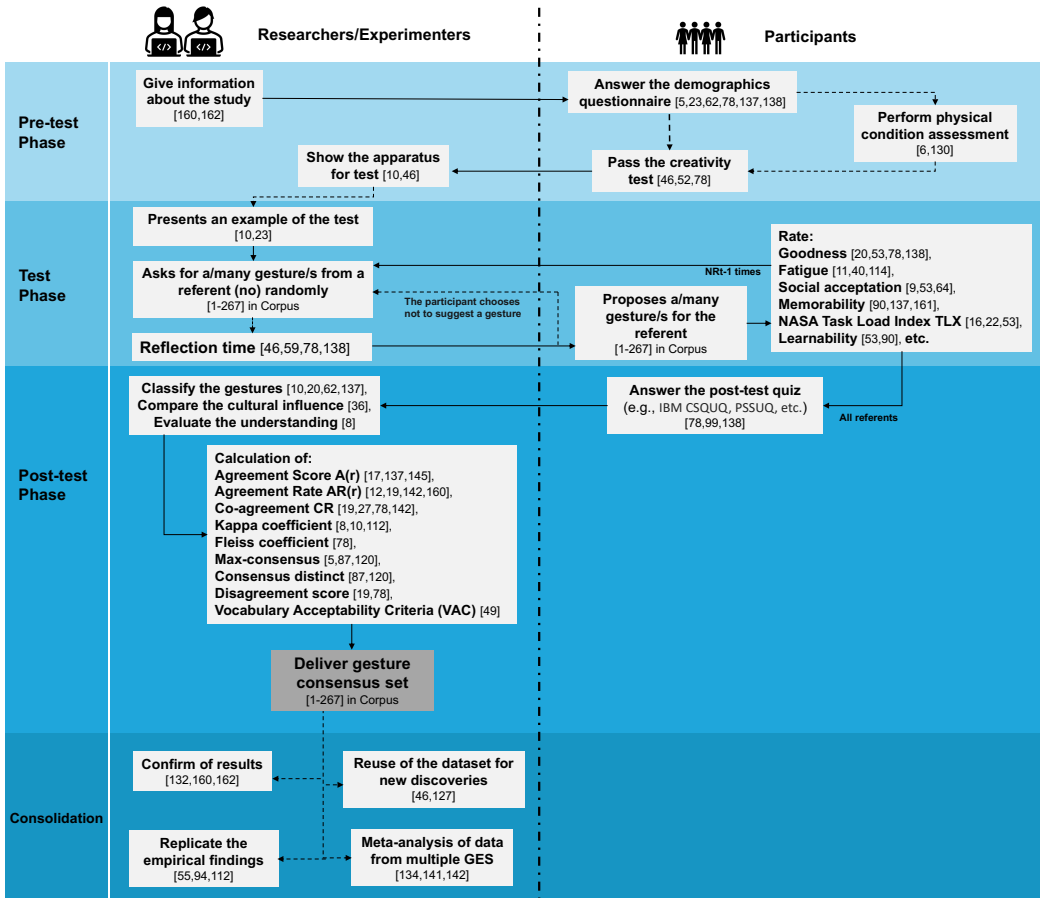 Researchers/Experimenters
Participants
Pre-test
Phase
Give information
about the study
[160,162]
Answer the demographics
questionnaire [5,23,62,78,137,138]
Perform physical
condition assessment
[6,130]
Show the apparatus
for test [10,46]
Pass the creativity
test [46,52,78]
Test
Phase
Presents an example of the test
[10,23]
Asks for a/many gesture/s from a
referent (no) randomly
[1-267] in Corpus
Reflection time [46,59,78,138]
NRt-1 times
The participant chooses
not to suggest a gesture
Proposes a/many
gesture/s for the
referent
[1-267] in Corpus
Rate:
Goodness [20,53,78,138],
Fatigue [11,40,114],
Social acceptation [9,53,64],
Memorability [90,137,161],
NASA Task Load Index TLX [16,22,53],
Learnability [53,90], etc.
Post-test
Phase
Classify the gestures [10,20,62,137],
Compare the cultural influence [36],
Evaluate the understanding [8]
Answer the post-test quiz
(e.g., IBM CSQUQ, PSSUQ, etc.)
[78,99,138]
All referents
Calculation of:
Agreement Score A(r) [17,137,145],
Agreement Rate AR(r) [12,19,142,160],
Co-agreement CR [19,27,78,142],
Kappa coefficient [8,10,112],
Fleiss coefficient [78],
Max-consensus [5,87,120],
Consensus distinct [87,120],
Disagreement score [19,78],
Vocabulary Acceptability Criteria (VAC) [49]
Deliver gesture
consensus set
[1-267] in Corpus
Consolidation
Confirm of results
[132,160,162]
Reuse of the dataset for
new discoveries
[46,127]
Replicate the
empirical findings
[55,94,112]
Meta-analysis of data
from multiple GES
[134,141,142]